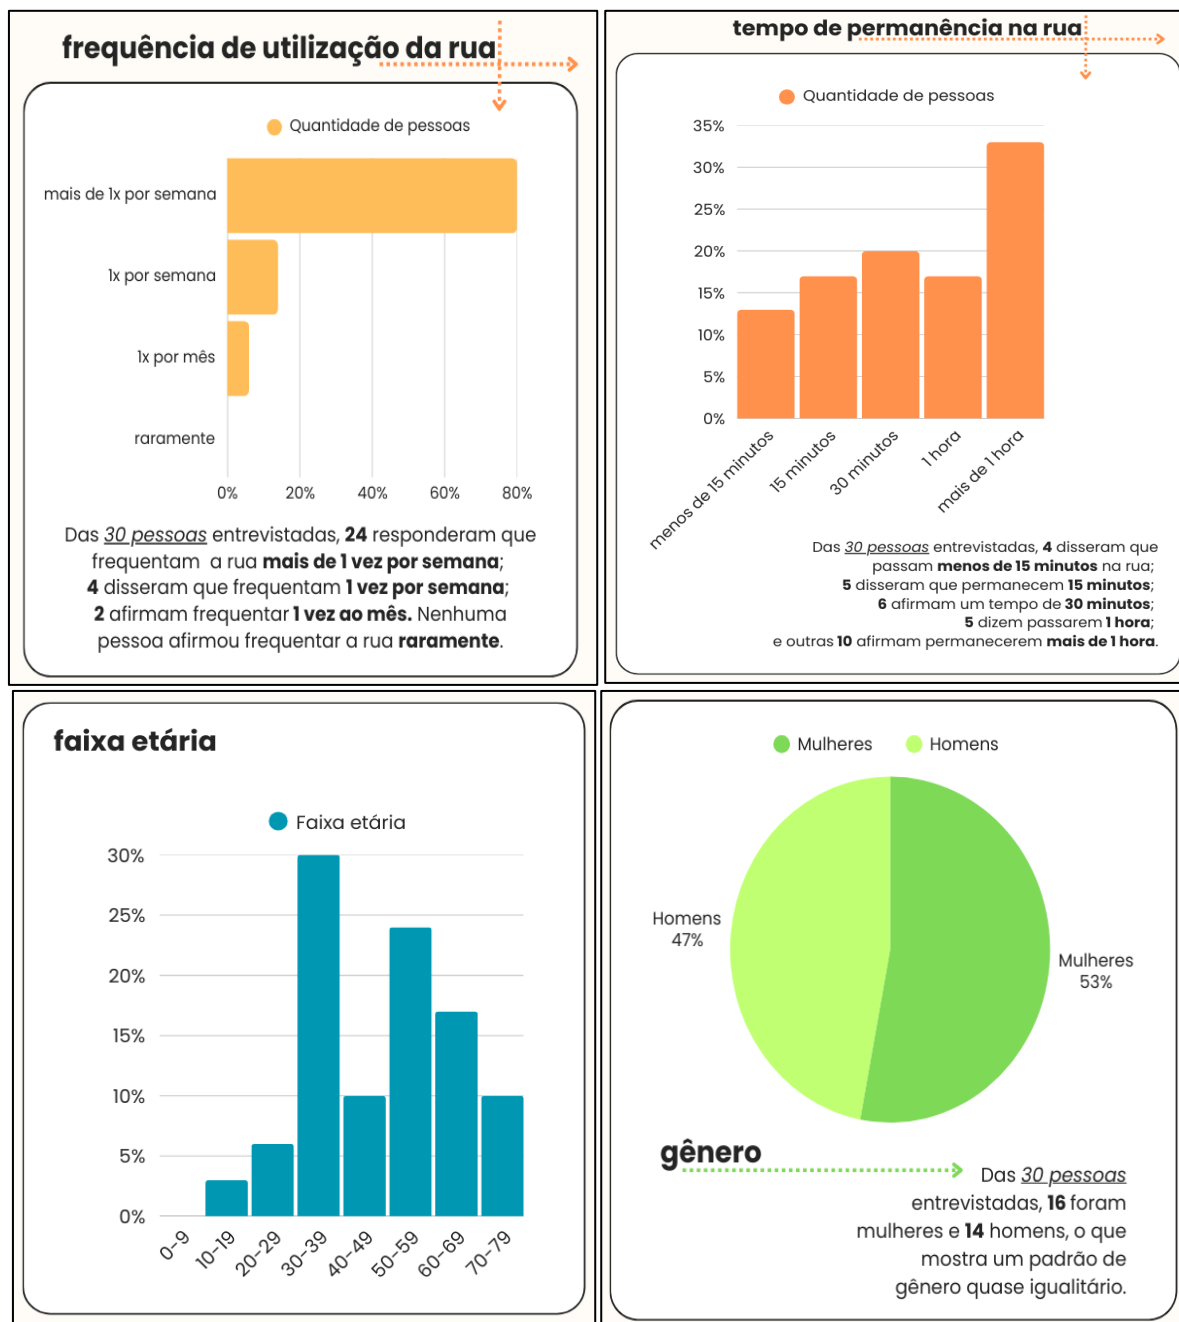 frequência de utilização da rua
Quantidade de pessoas
mais de 1x por semana
1x por semana
1x por mês
raramente
0%
20%
40%
60%
80%
Das 30 pessoas entrevistadas, 24 responderam que
frequentam a rua mais de 1 vez por semana;
4 disseram que frequentam 1 vez por semana;
2 afirmam frequentar 1 vez ao mês. Nenhuma
pessoa afirmou frequentar a rua raramente.
tempo de permanência na rua
Quantidade de pessoas
35%
30%
25%
20%
15%
10%
5%
0%
menos de 15 minutos
15 minutos
30 minutos
1 hora
mais de 1 hora
Das 30 pessoas entrevistadas, 4 disseram que
passam menos de 15 minutos na rua;
5 disseram que permanecem 15 minutos;
6 afirmam um tempo de 30 minutos;
5 dizem passarem 1 hora;
e outras 10 afirmam permanecerem mais de 1 hora.
faixa etária
Faixa etária
30%
25%
20%
15%
10%
5%
0%
0-9
10-19
20-29
30-39
40-49
50-59
60-69
70-79
Mulheres
Homens
Homens
47%
Mulheres
53%
gênero
Das 30 pessoas
entrevistadas, 16 foram
mulheres e 14 homens, o que
mostra um padrão de
gênero quase igualitário.